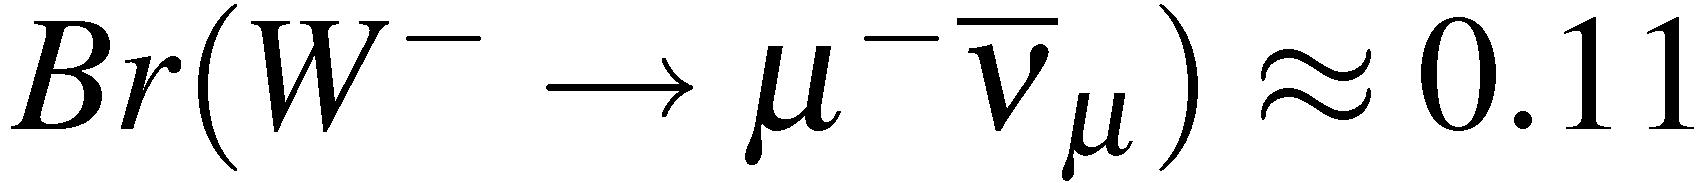 Br(W⁻ → μ⁻ ν̅_μ) ≈ 0.11